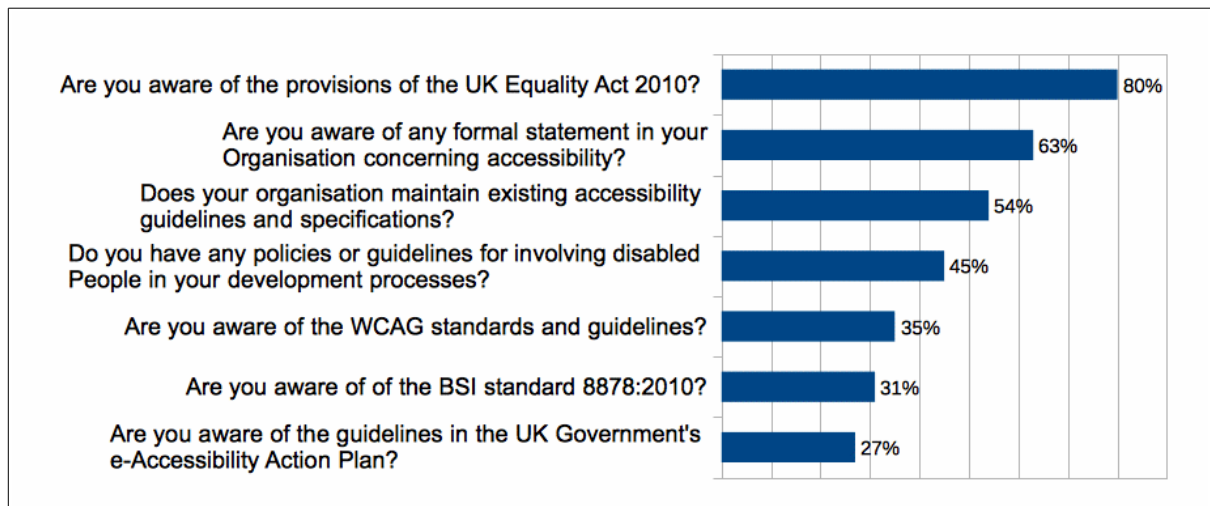 Are you aware of the provisions of the UK Equality Act 2010?
80%
Are you aware of any formal statement in your
Organisation concerning accessibility?
63%
Does your organisation maintain existing accessibility
guidelines and specifications?
54%
Do you have any policies or guidelines for involving disabled
People in your development processes?
45%
Are you aware of the WCAG standards and guidelines?
35%
Are you aware of of the BSI standard 8878:2010?
31%
Are you aware of the guidelines in the UK Government's
e-Accessibility Action Plan?
27%